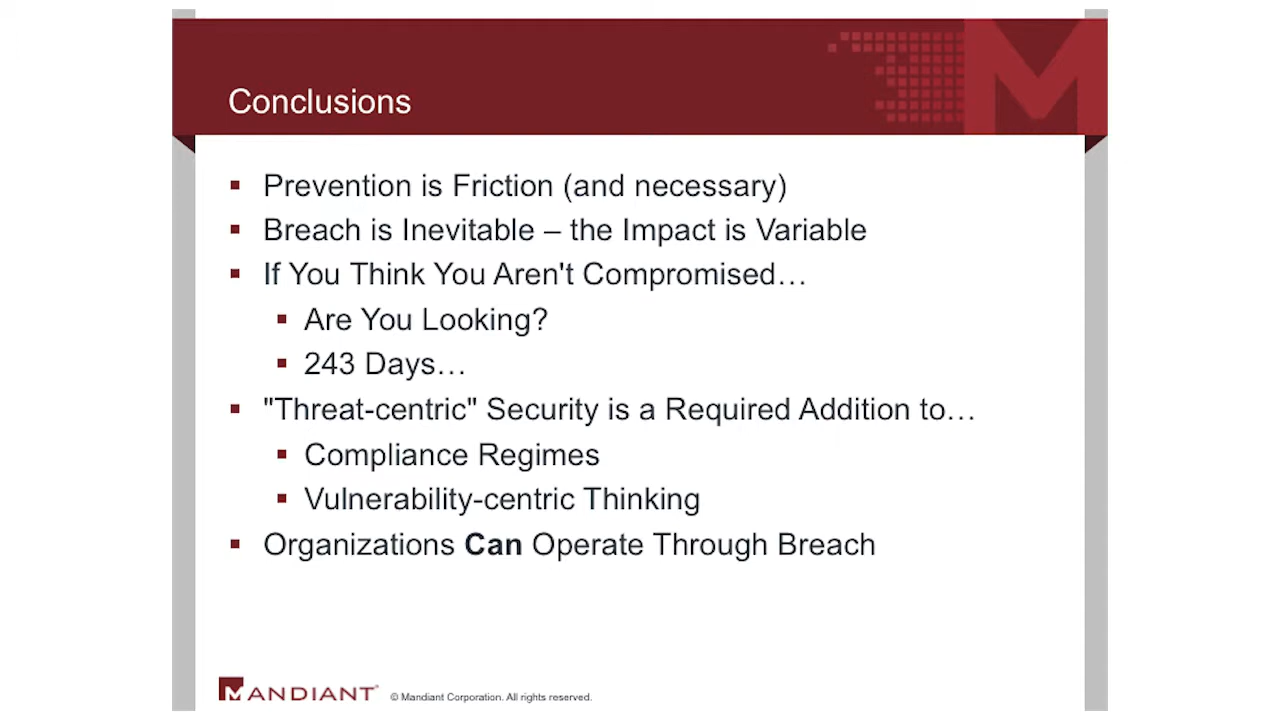 Conclusions
Prevention is Friction (and necessary)
Breach is Inevitable – the Impact is Variable
If You Think You Aren't Compromised…
Are You Looking?
243 Days…
"Threat-centric" Security is a Required Addition to…
Compliance Regimes
Vulnerability-centric Thinking
Organizations Can Operate Through Breach
MANDIANT © Mandiant Corporation. All rights reserved.